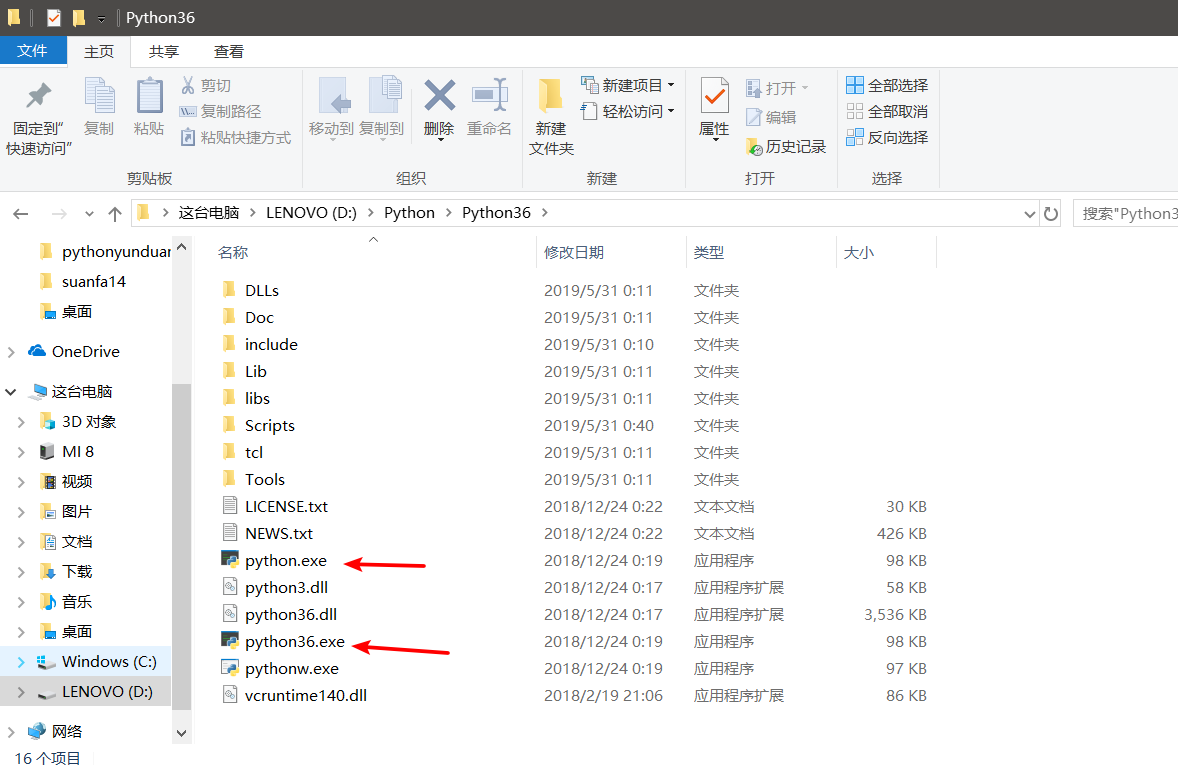 Python36
文件 主页 共享 查看
固定到"快速访问" 复制 粘贴 剪切 复制路径 粘贴快捷方式 移动到 复制到 删除 重命名 新建文件夹 新建项目 轻松访问 属性 打开 编辑 历史记录 全部选择 全部取消 反向选择
剪贴板 组织 新建 打开 选择
这台电脑 LENOVO (D:) Python Python36 搜索"Python3
名称 修改日期 类型 大小
pythonyunduan
suanfa14
桌面
OneDrive
这台电脑
3D 对象
MI 8
视频
图片
文档
下载
音乐
桌面
Windows (C:)
LENOVO (D:)
网络
DLLs 2019/5/31 0:11 文件夹
Doc 2019/5/31 0:11 文件夹
include 2019/5/31 0:10 文件夹
Lib 2019/5/31 0:11 文件夹
libs 2019/5/31 0:11 文件夹
Scripts 2019/5/31 0:40 文件夹
tcl 2019/5/31 0:11 文件夹
Tools 2019/5/31 0:11 文件夹
LICENSE.txt 2018/12/24 0:22 文本文档 30 KB
NEWS.txt 2018/12/24 0:22 文本文档 426 KB
python.exe 2018/12/24 0:19 应用程序 98 KB
python3.dll 2018/12/24 0:17 应用程序扩展 58 KB
python36.dll 2018/12/24 0:17 应用程序扩展 3,536 KB
python36.exe 2018/12/24 0:19 应用程序 98 KB
pythonw.exe 2018/12/24 0:19 应用程序 97 KB
vcruntime140.dll 2018/2/19 21:06 应用程序扩展 86 KB
16 个项目